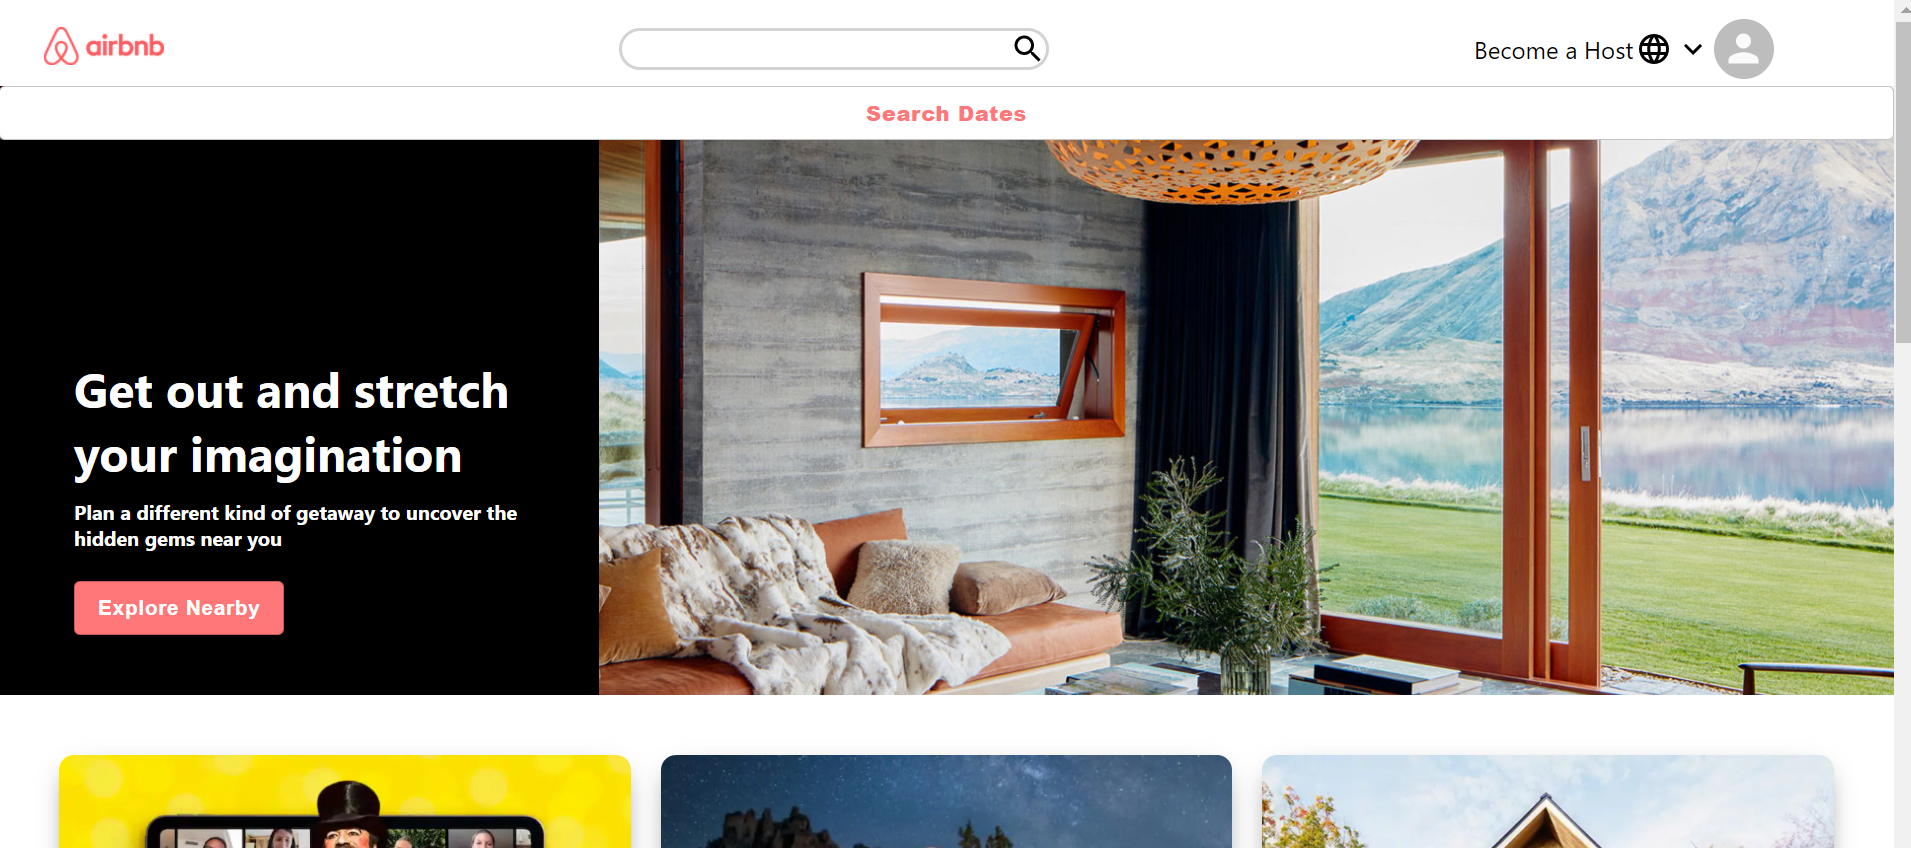 airbnb
Become a Host
Search Dates
Get out and stretch
your imagination
Plan a different kind of getaway to uncover the
hidden gems near you
Explore Nearby